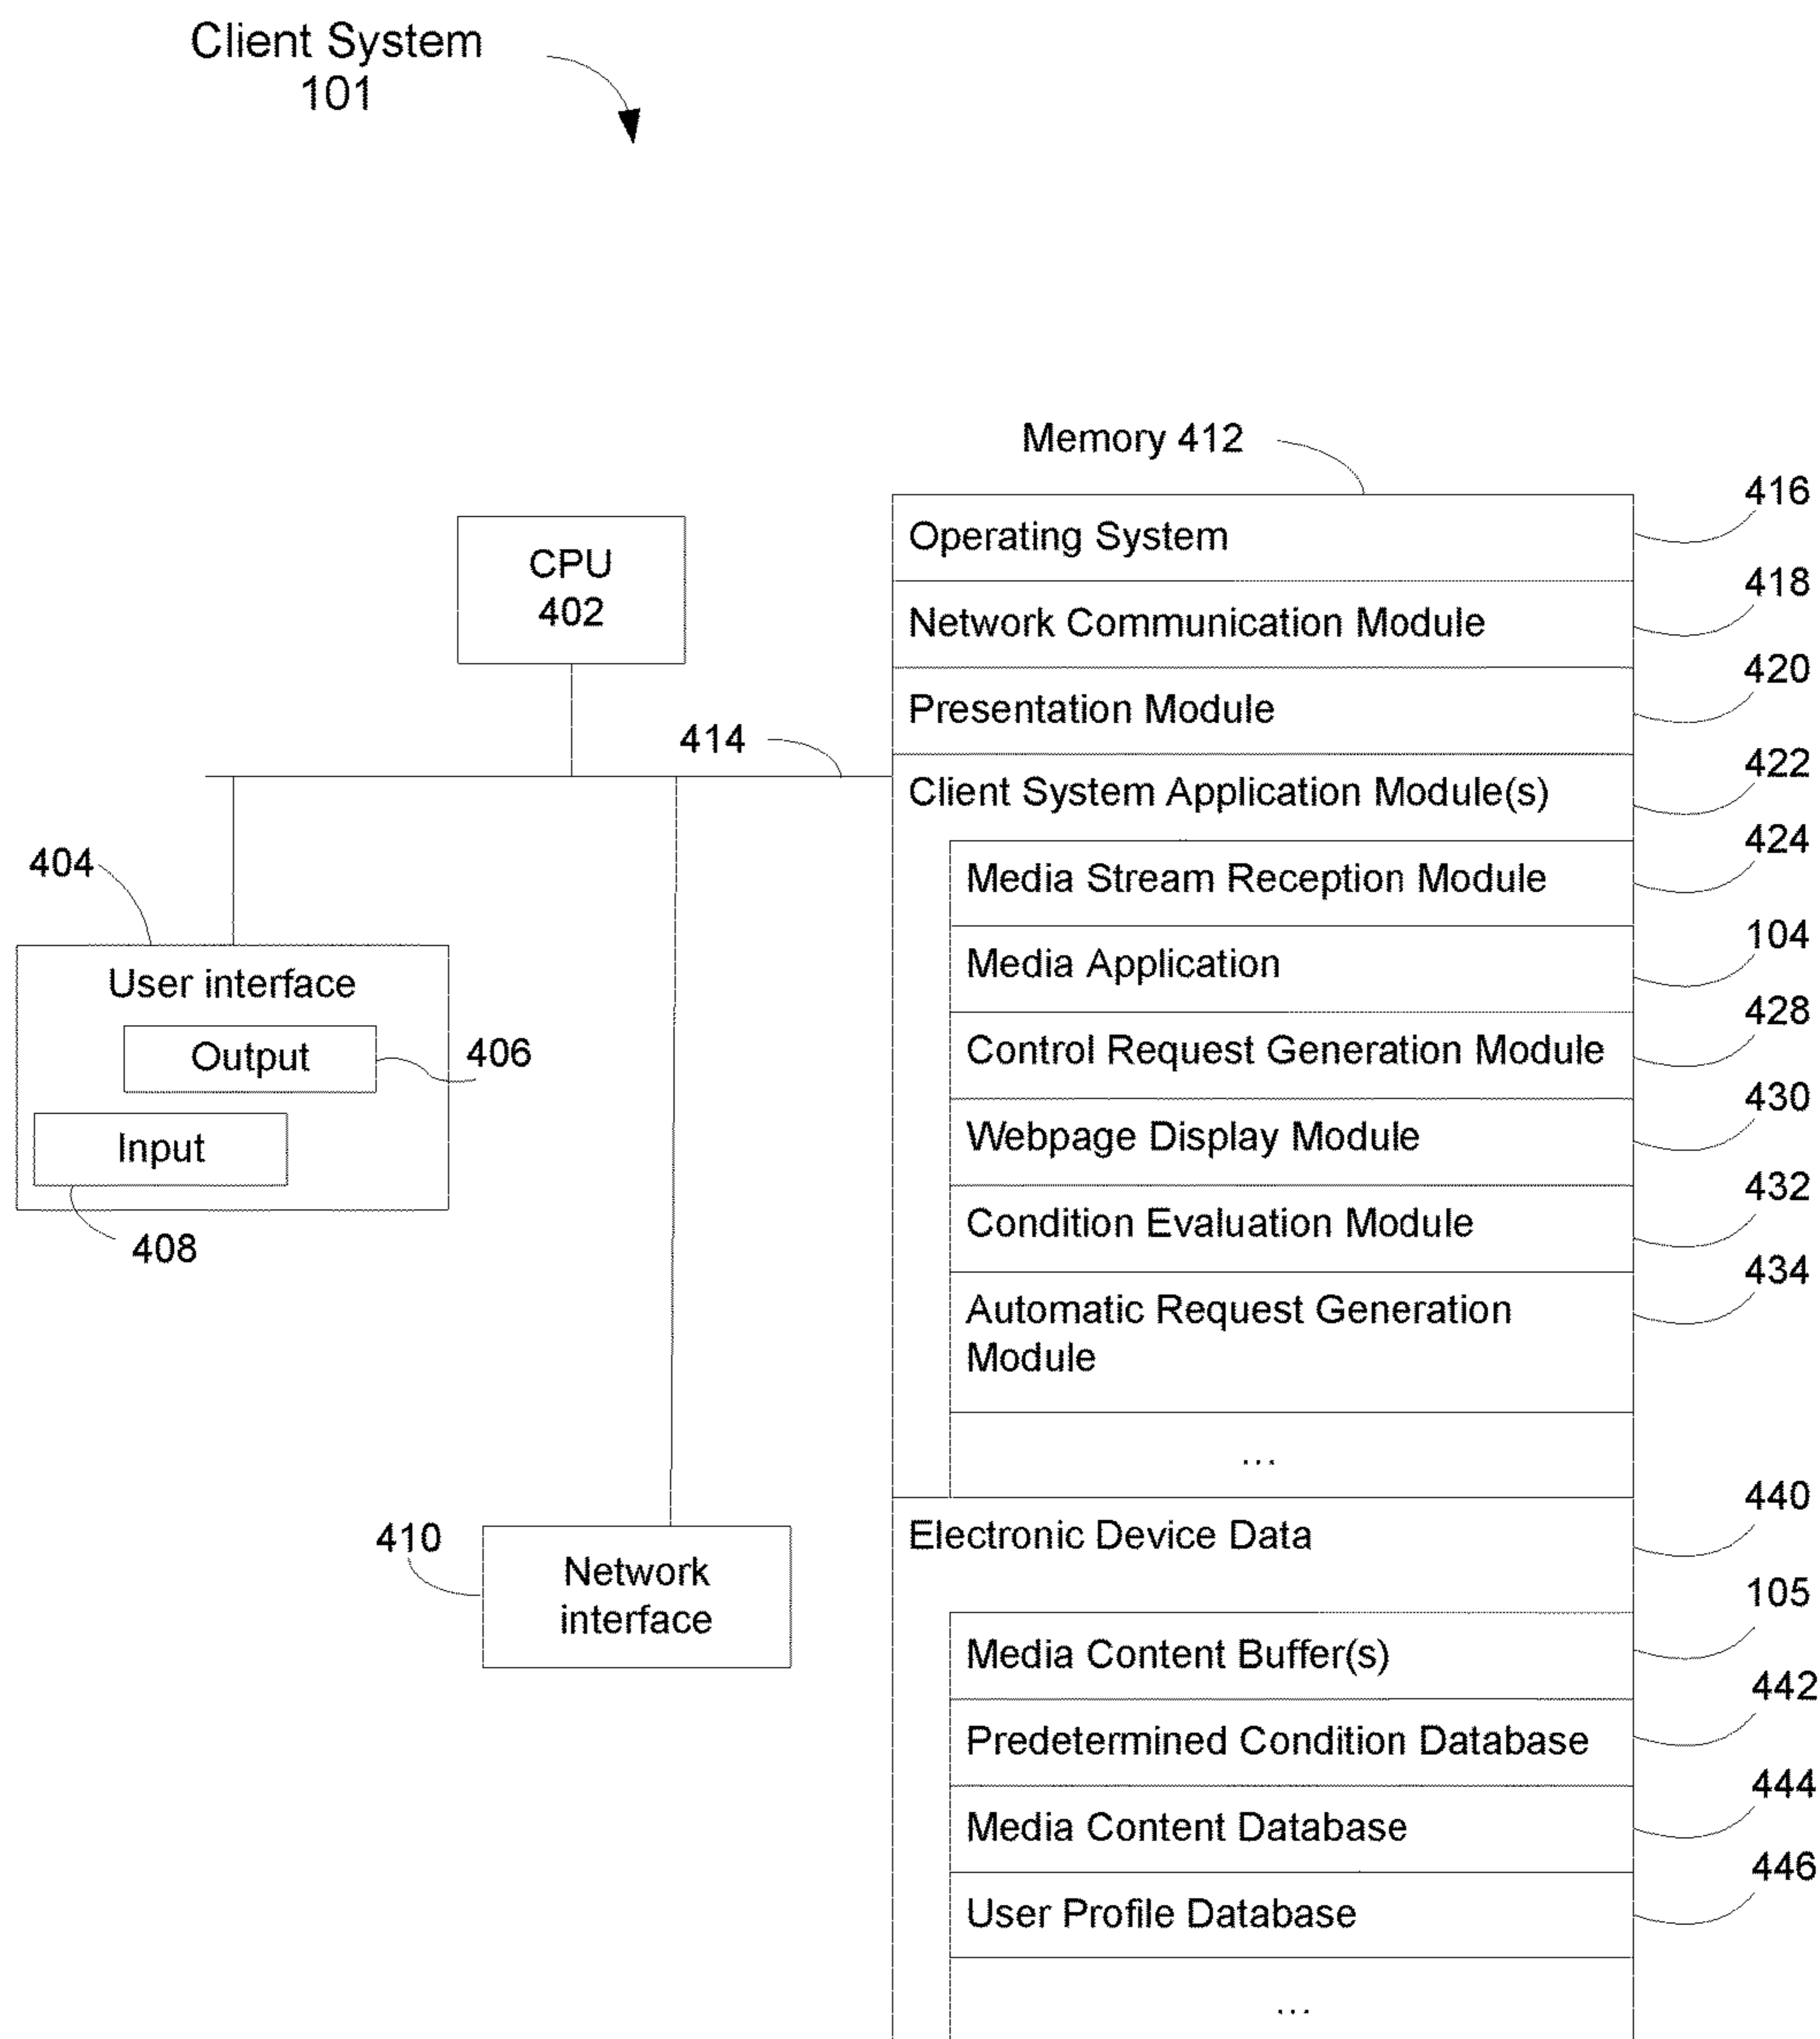 Client System
101
Memory 412
416
Operating System
418
Network Communication Module
420
Presentation Module
422
Client System Application Module(s)
424
Media Stream Reception Module
104
Media Application
428
Control Request Generation Module
430
Webpage Display Module
432
Condition Evaluation Module
434
Automatic Request Generation
Module
...
440
Electronic Device Data
105
Media Content Buffer(s)
442
Predetermined Condition Database
444
Media Content Database
446
User Profile Database
...
CPU
402
414
404
User interface
Output
406
Input
408
410
Network
interface